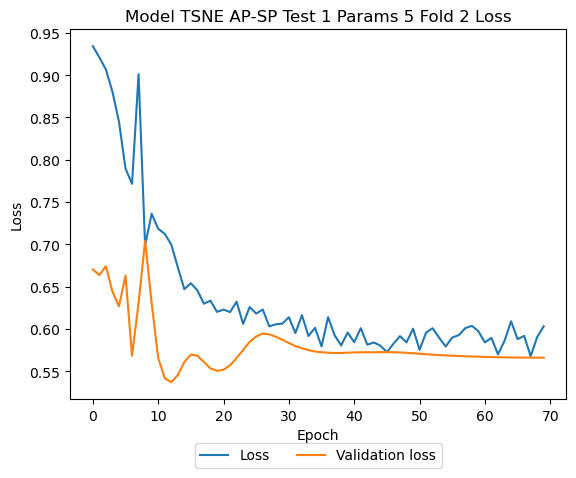 Model TSNE AP-SP Test 1 Params 5 Fold 2 Loss
0.95
0.90
0.85
0.80
0.75
0.70
0.65
0.60
0.55
Loss
0 10 20 30 40 50 60 70
Epoch
Loss Validation loss